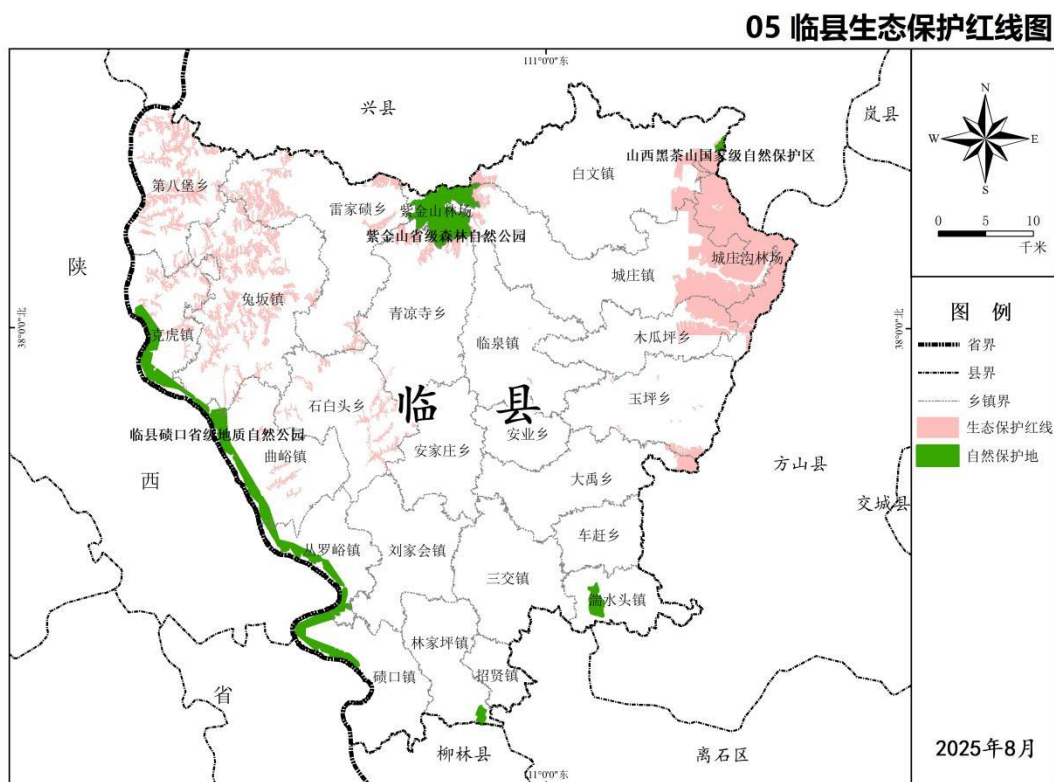 05 临县生态保护红线图
111°0'0"东
兴县
岚县
N
W
E
S
0
5
10
千米
山西黑茶山国家级自然保护区
白文镇
第八堡乡
雷家碛乡
紫金山林场
紫金山省级森林自然公园
陕
城庄沟林场
城庄镇
兔坂镇
青凉寺乡
图 例
38°0'0"北
38°0'0"北
克虎镇
临泉镇
木瓜坪乡
省界
县界
石白头乡
临县
玉坪乡
乡镇界
生态保护红线
临县碛口省级地质自然公园
安业乡
自然保护地
曲峪镇
安家庄乡
方山县
西
大禹乡
交城县
车赶乡
丛罗峪镇
刘家会镇
三交镇
湍水头镇
林家坪镇
碛口镇
招贤镇
省
柳林县
离石区
2025年8月
111°0'0"东